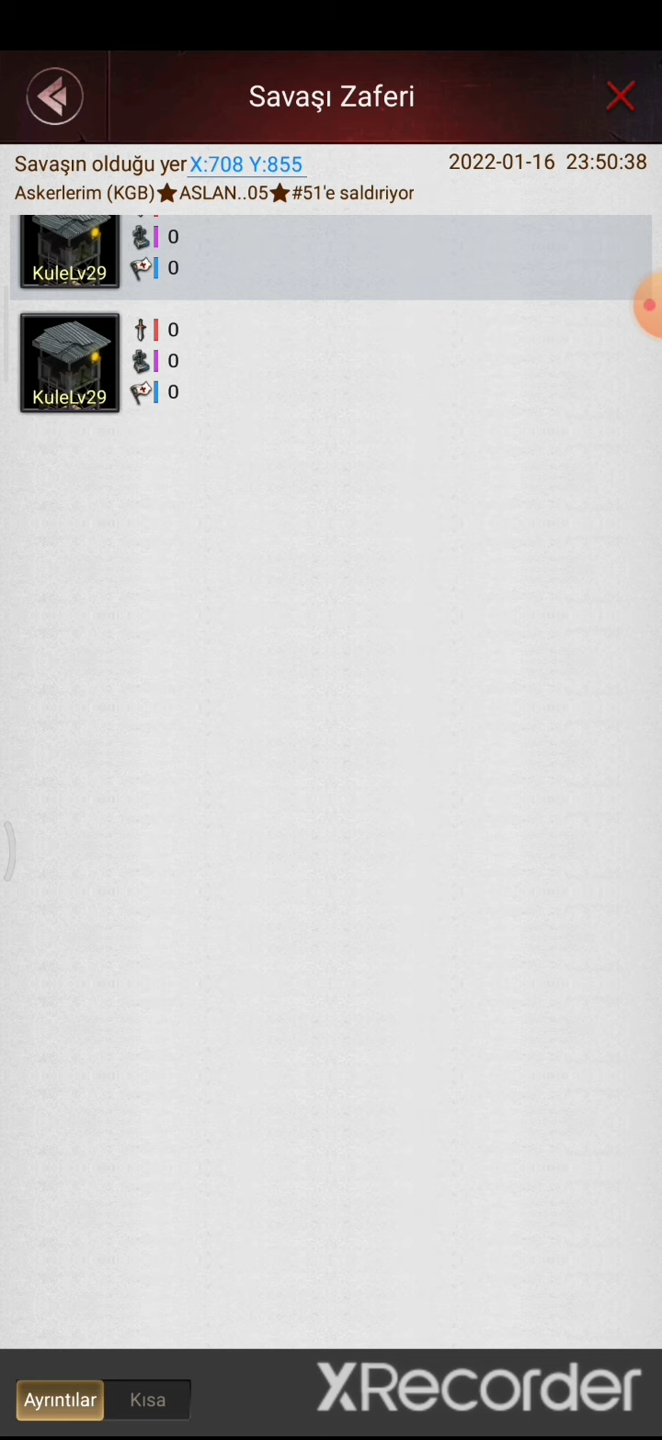 Savaşı Zaferi
Savaşın olduğu yer X:708 Y:855 2022-01-16 23:50:38
Askerlerim (KGB)★ASLAN..05★#51'e saldırıyor
0
0
KuleLv29
0
0
0
KuleLv29
Ayrıntılar Kısa
XRecorder